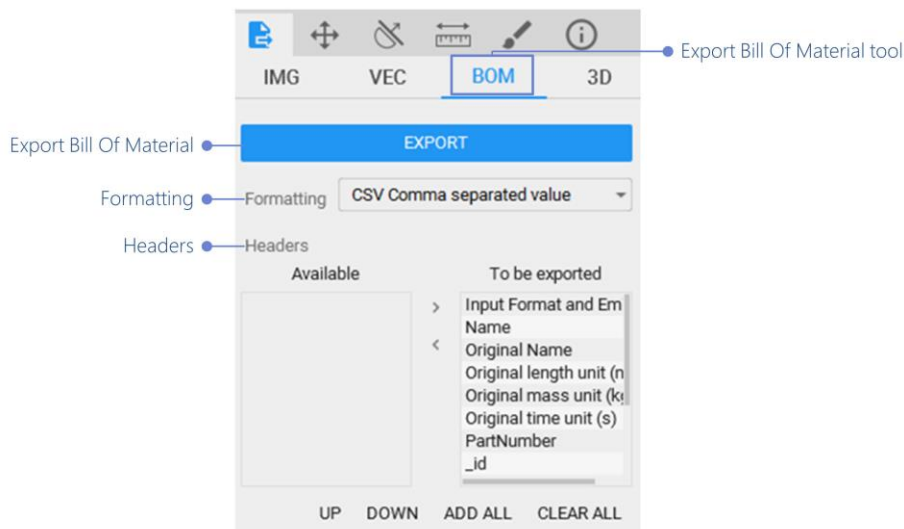 Export Bill Of Material tool
IMG VEC BOM 3D
Export Bill Of Material
EXPORT
Formatting
Formatting CSV Comma separated value
Headers
Headers
Available To be exported
> Input Format and Em
Name
< Original Name
Original length unit (n
Original mass unit (k
Original time unit (s)
PartNumber
_id
UP DOWN ADD ALL CLEAR ALL